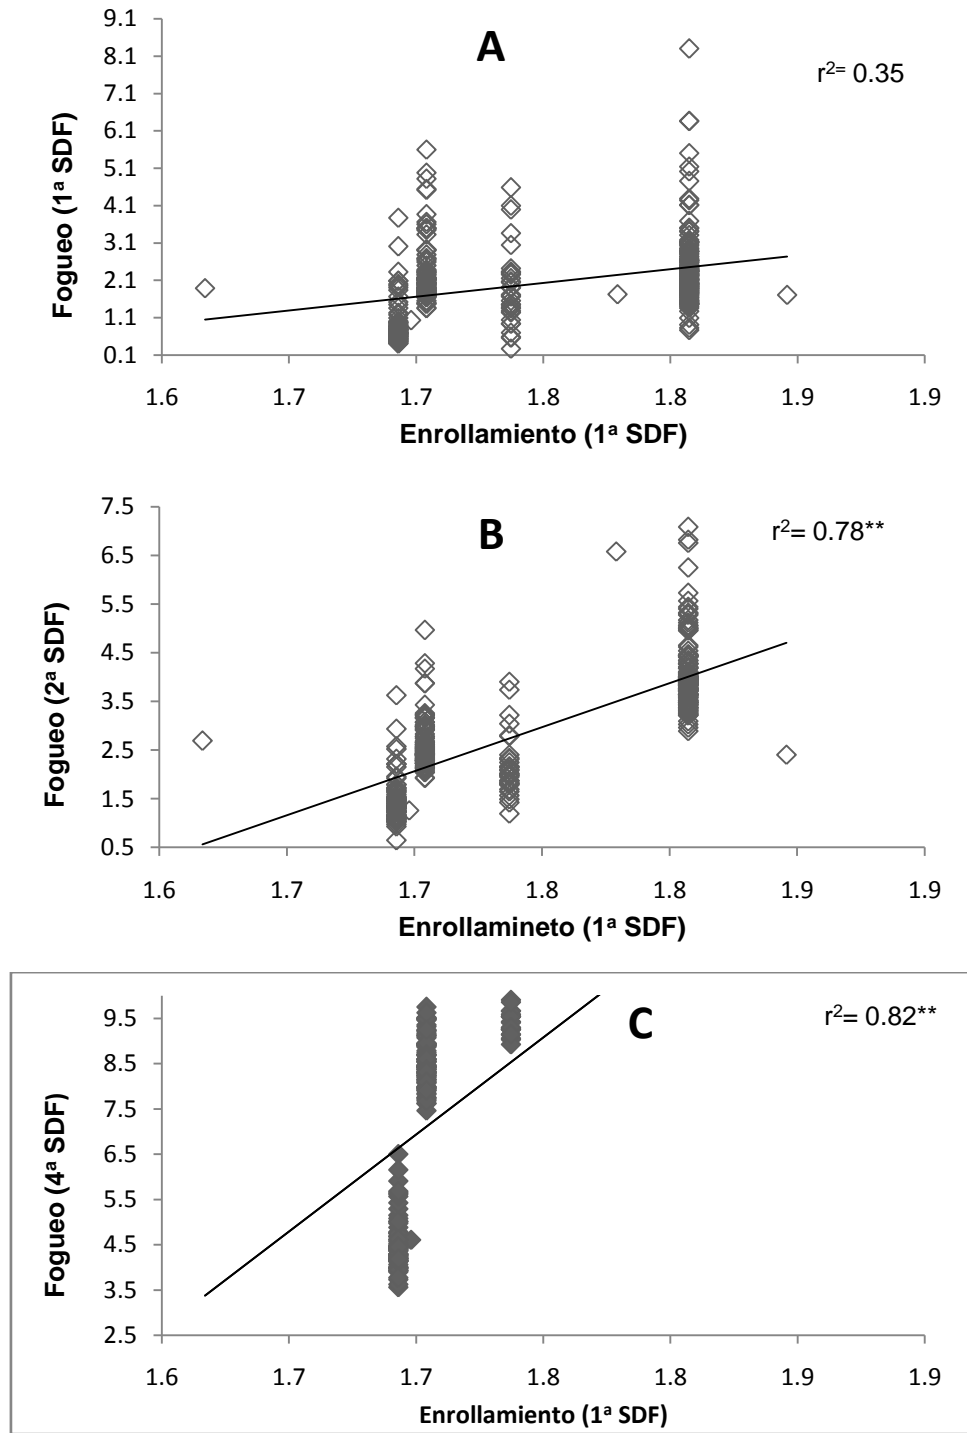 A
r²= 0.35
Fogueo (1ª SDF)
9.1
8.1
7.1
6.1
5.1
4.1
3.1
2.1
1.1
0.1
1.6 1.7 1.7 1.8 1.8 1.9 1.9
Enrollamiento (1ª SDF)
B
r²= 0.78**
Fogueo (2ª SDF)
7.5
6.5
5.5
4.5
3.5
2.5
1.5
0.5
1.6 1.7 1.7 1.8 1.8 1.9 1.9
Enrollamineto (1ª SDF)
C
r²= 0.82**
Fogueo (4ª SDF)
9.5
8.5
7.5
6.5
5.5
4.5
3.5
2.5
1.6 1.7 1.7 1.8 1.8 1.9 1.9
Enrollamiento (1ª SDF)